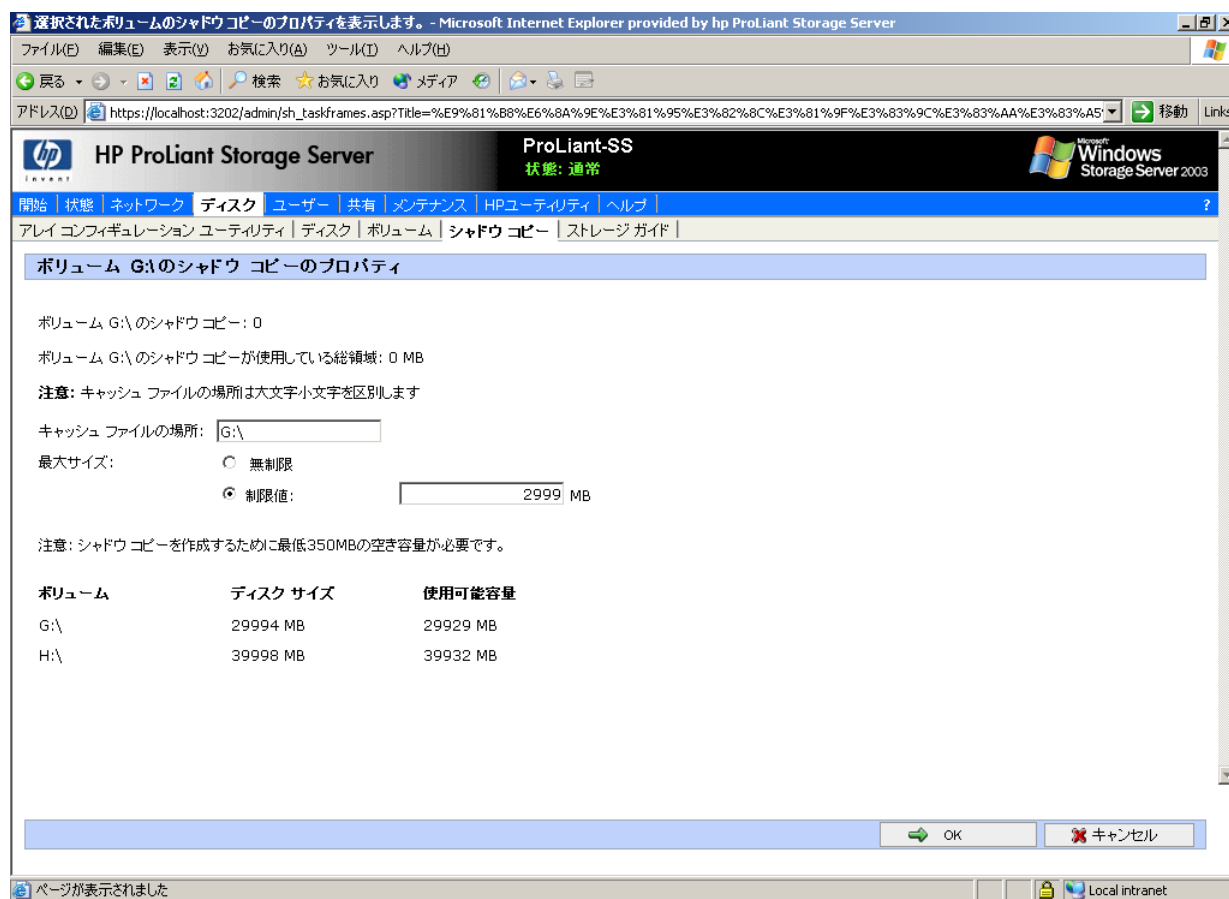 選択されたボリュームのシャドウ コピーのプロパティを表示します。 - Microsoft Internet Explorer provided by hp ProLiant Storage Server
ファイル(F) 編集(E) 表示(V) お気に入り(A) ツール(T) ヘルプ(H)
戻る 検索 お気に入り メディア
アドレス(D) https://localhost:3202/admin/sh_taskframes.asp?Title=%E9%81%B8%E6%8A%9E%E3%81%95%E3%82%8C%E3%81%9F%E3%83%9C%E3%83%AA%E3%83%A5 移動 Links
hp invent HP ProLiant Storage Server ProLiant-SS Microsoft Windows Storage Server 2003
状態: 通常
開始 | 状態 | ネットワーク | ディスク | ユーザー | 共有 | メンテナンス | HPユーティリティ | ヘルプ | ?
アレイ コンフィギュレーション ユーティリティ | ディスク | ボリューム | シャドウ コピー | ストレージ ガイド |
ボリューム G:\のシャドウ コピーのプロパティ
ボリューム G:\ のシャドウ コピー: 0
ボリューム G:\ のシャドウ コピーが使用している総領域: 0 MB
注意: キャッシュ ファイルの場所は大文字小文字を区別します
キャッシュ ファイルの場所: G:\
最大サイズ: 無制限
制限値: 2999 MB
注意: シャドウ コピーを作成するために最低350MBの空き容量が必要です。
ボリューム ディスク サイズ 使用可能容量
G:\ 29994 MB 29929 MB
H:\ 39998 MB 39932 MB
OK キャンセル
ページが表示されました Local intranet